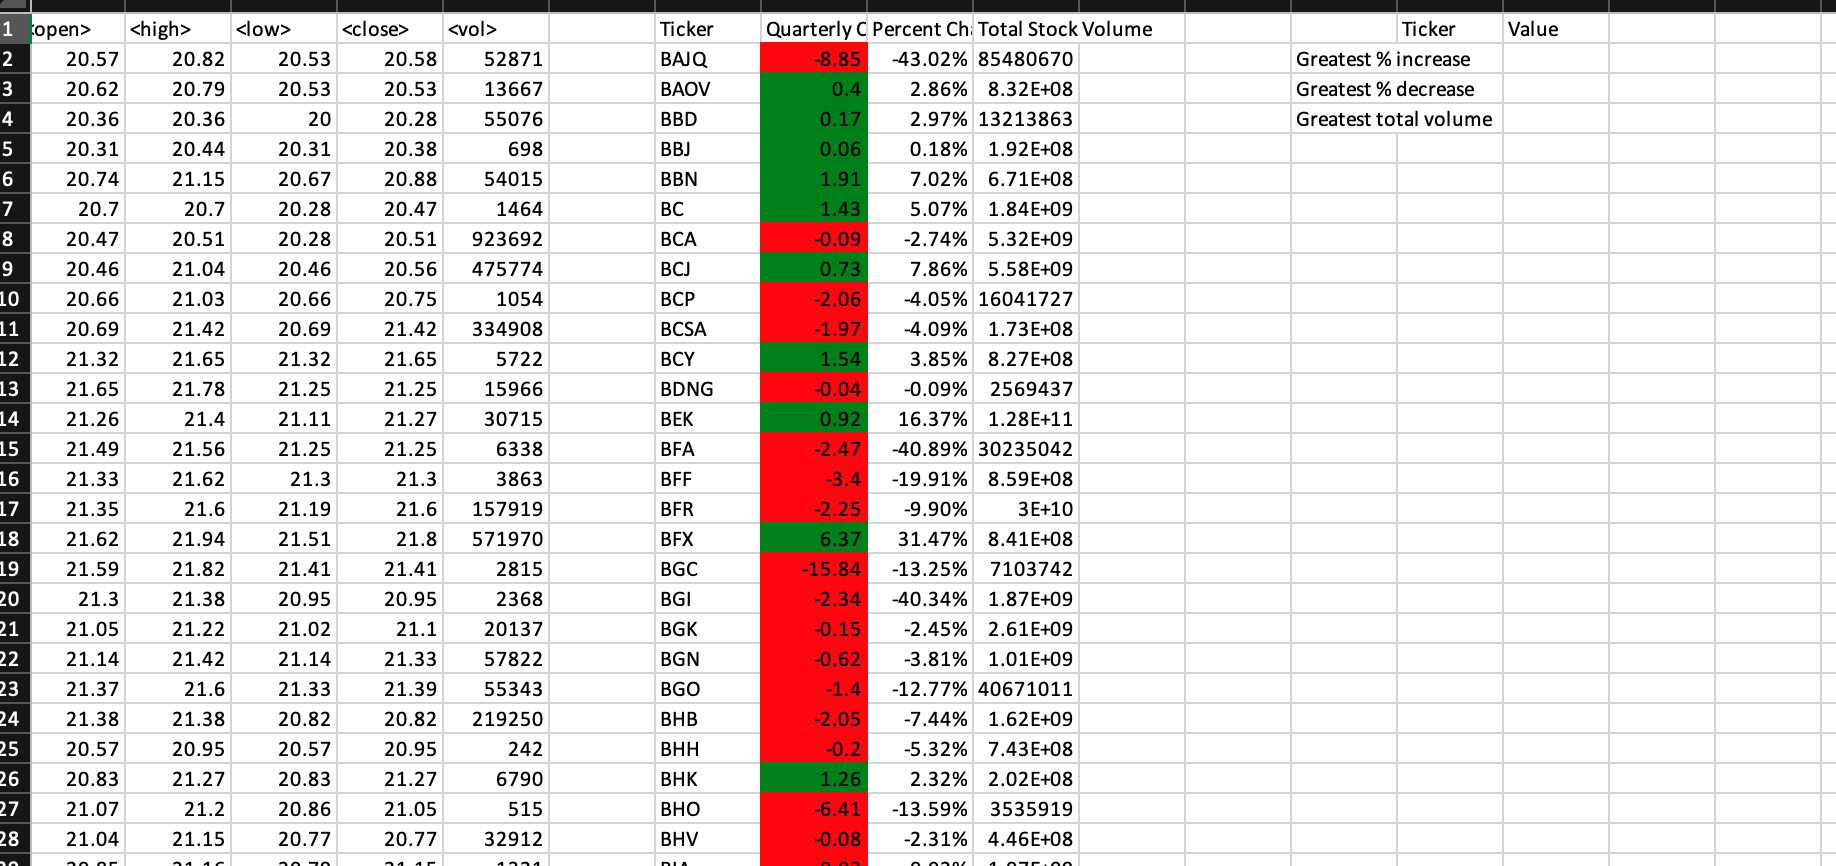 1 open> <high> <low> <close> <vol> Ticker Quarterly C Percent Cha Total Stock Volume Ticker Value
2 20.57 20.82 20.53 20.58 52871 BAJQ -8.85 -43.02% 85480670 Greatest % increase
3 20.62 20.79 20.53 20.53 13667 BAOV 0.4 2.86% 8.32E+08 Greatest % decrease
4 20.36 20.36 20 20.28 55076 BBD 0.17 2.97% 13213863 Greatest total volume
5 20.31 20.44 20.31 20.38 698 BBJ 0.06 0.18% 1.92E+08
6 20.74 21.15 20.67 20.88 54015 BBN 1.91 7.02% 6.71E+08
7 20.7 20.7 20.28 20.47 1464 BC 1.43 5.07% 1.84E+09
8 20.47 20.51 20.28 20.51 923692 BCA -0.09 -2.74% 5.32E+09
9 20.46 21.04 20.46 20.56 475774 BCJ 0.73 7.86% 5.58E+09
10 20.66 21.03 20.66 20.75 1054 BCP -2.06 -4.05% 16041727
11 20.69 21.42 20.69 21.42 334908 BCSA -1.97 -4.09% 1.73E+08
12 21.32 21.65 21.32 21.65 5722 BCY 1.54 3.85% 8.27E+08
13 21.65 21.78 21.25 21.25 15966 BDNG -0.04 -0.09% 2569437
14 21.26 21.4 21.11 21.27 30715 BEK 0.92 16.37% 1.28E+11
15 21.49 21.56 21.25 21.25 6338 BFA -2.47 -40.89% 30235042
16 21.33 21.62 21.3 21.3 3863 BFF -3.4 -19.91% 8.59E+08
17 21.35 21.6 21.19 21.6 157919 BFR -2.25 -9.90% 3E+10
18 21.62 21.94 21.51 21.8 571970 BFX 6.37 31.47% 8.41E+08
19 21.59 21.82 21.41 21.41 2815 BGC -15.84 -13.25% 7103742
20 21.3 21.38 20.95 20.95 2368 BGI -2.34 -40.34% 1.87E+09
21 21.05 21.22 21.02 21.1 20137 BGK -0.15 -2.45% 2.61E+09
22 21.14 21.42 21.14 21.33 57822 BGN -0.62 -3.81% 1.01E+09
23 21.37 21.6 21.33 21.39 55343 BGO -1.4 -12.77% 40671011
24 21.38 21.38 20.82 20.82 219250 BHB -2.05 -7.44% 1.62E+09
25 20.57 20.95 20.57 20.95 242 BHH -0.2 -5.32% 7.43E+08
26 20.83 21.27 20.83 21.27 6790 BHK 1.26 2.32% 2.02E+08
27 21.07 21.2 20.86 21.05 515 BHO -6.41 -13.59% 3535919
28 21.04 21.15 20.77 20.77 32912 BHV -0.08 -2.31% 4.46E+08